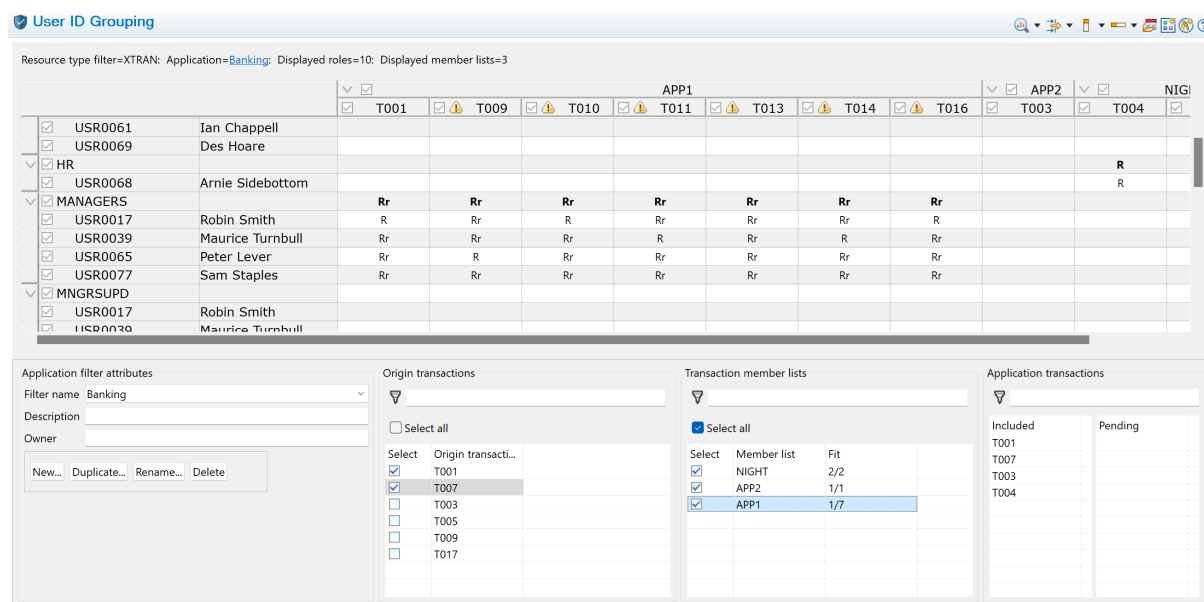 User ID Grouping
Resource type filter=XTRAN: Application=Banking: Displayed roles=10: Displayed member lists=3
APP1 APP2 NIGI
T001 T009 T010 T011 T013 T014 T016 T003 T004
USR0061 Ian Chappell
USR0069 Des Hoare
HR R
USR0068 Arnie Sidebottom R
MANAGERS Rr Rr Rr Rr Rr Rr Rr
USR0017 Robin Smith R Rr R Rr Rr Rr R
USR0039 Maurice Turnbull Rr Rr Rr R Rr R Rr
USR0065 Peter Lever Rr R Rr Rr Rr Rr Rr
USR0077 Sam Staples Rr Rr Rr Rr Rr Rr Rr
MNGRSUPD
USR0017 Robin Smith
USR0039 Maurice Turnbull
Application filter attributes
Filter name Banking
Description
Owner
New... Duplicate... Rename... Delete
Origin transactions
Select all
Select Origin transacti...
T001
T007
T003
T005
T009
T017
Transaction member lists
Select all
Select Member list Fit
NIGHT 2/2
APP2 1/1
APP1 1/7
Application transactions
Included Pending
T001
T007
T003
T004